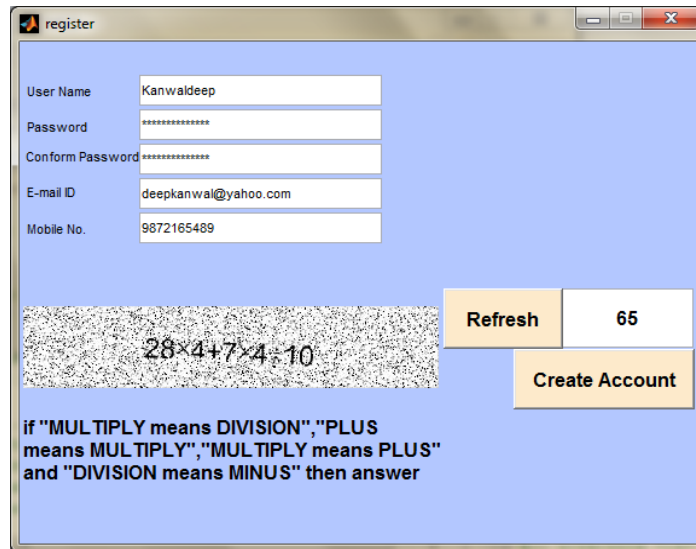 register
User Name
Kanwaldeep
Password
**************
Conform Password
**************
E-mail ID
deepkanwal@yahoo.com
Mobile No.
9872165489
28×4+7×4÷10
Refresh
65
Create Account
if "MULTIPLY means DIVISION","PLUS
means MULTIPLY","MULTIPLY means PLUS"
and "DIVISION means MINUS" then answer